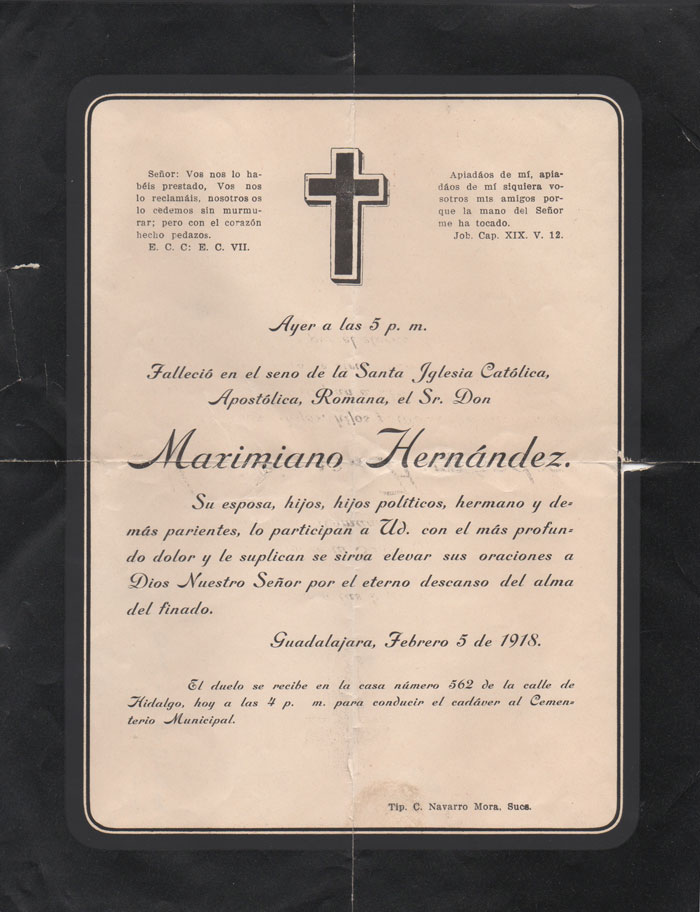 Señor: Vos nos lo ha-
béis prestado, Vos nos
lo reclamáis, nosotros os
lo cedemos sin murmu-
rar; pero con el corazón
hecho pedazos.
E. C. C: E. C. VII.
Apiadáos de mí, apia-
dáos de mí siquiera vo-
sotros mis amigos por-
que la mano del Señor
me ha tocado.
Job. Cap. XIX. V. 12.
Ayer a las 5 p. m.
Falleció en el seno de la Santa Iglesia Católica,
Apostólica, Romana, el Sr. Don
Maximiano Hernández.
Su esposa, hijos, hijos políticos, hermano y de-
más parientes, lo participan a Ud. con el más profun-
do dolor y le suplican se sirva elevar sus oraciones a
Dios Nuestro Señor por el eterno descanso del alma
del finado.
Guadalajara, Febrero 5 de 1918.
El duelo se recibe en la casa número 562 de la calle de
Hidalgo, hoy a las 4 p. m. para conducir el cadáver al Cemen-
terio Municipal.
Tip. C. Navarro Mora, Sucs.